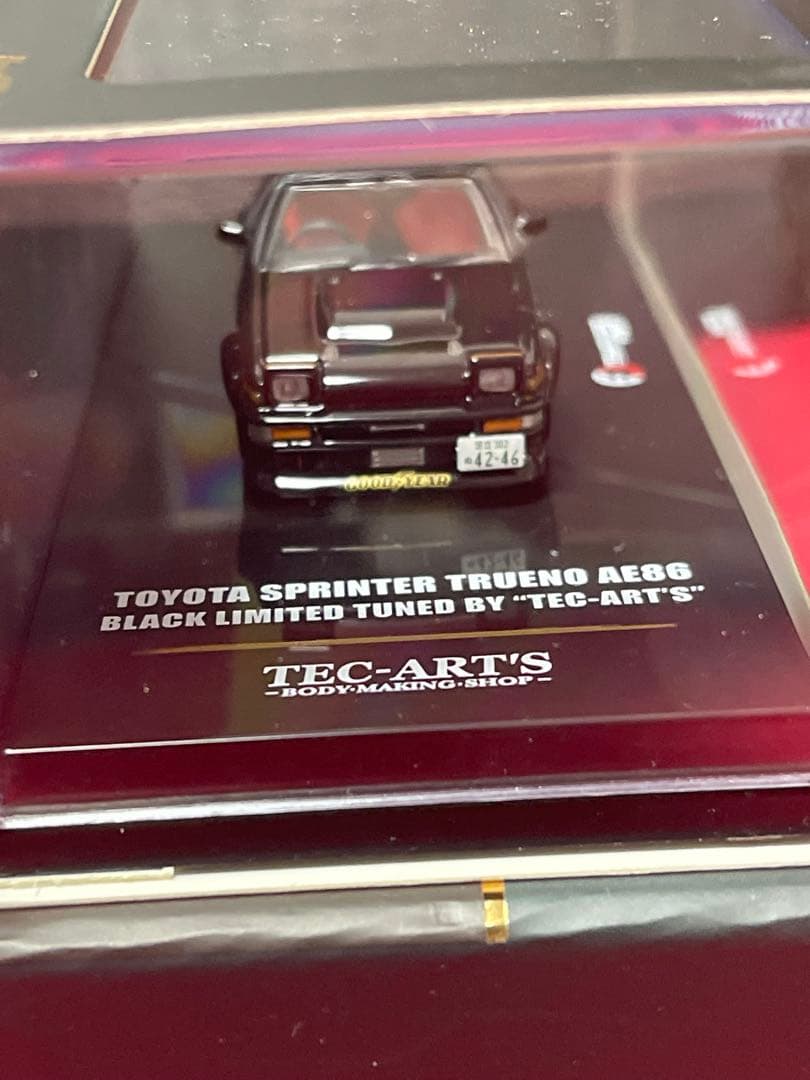 42-46
GOODYEAR
TOYOTA SPRINTER TRUENO AE86
BLACK LIMITED TUNED BY "TEC-ART'S"
TEC-ART'S
-BODY·MAKING·SHOP-